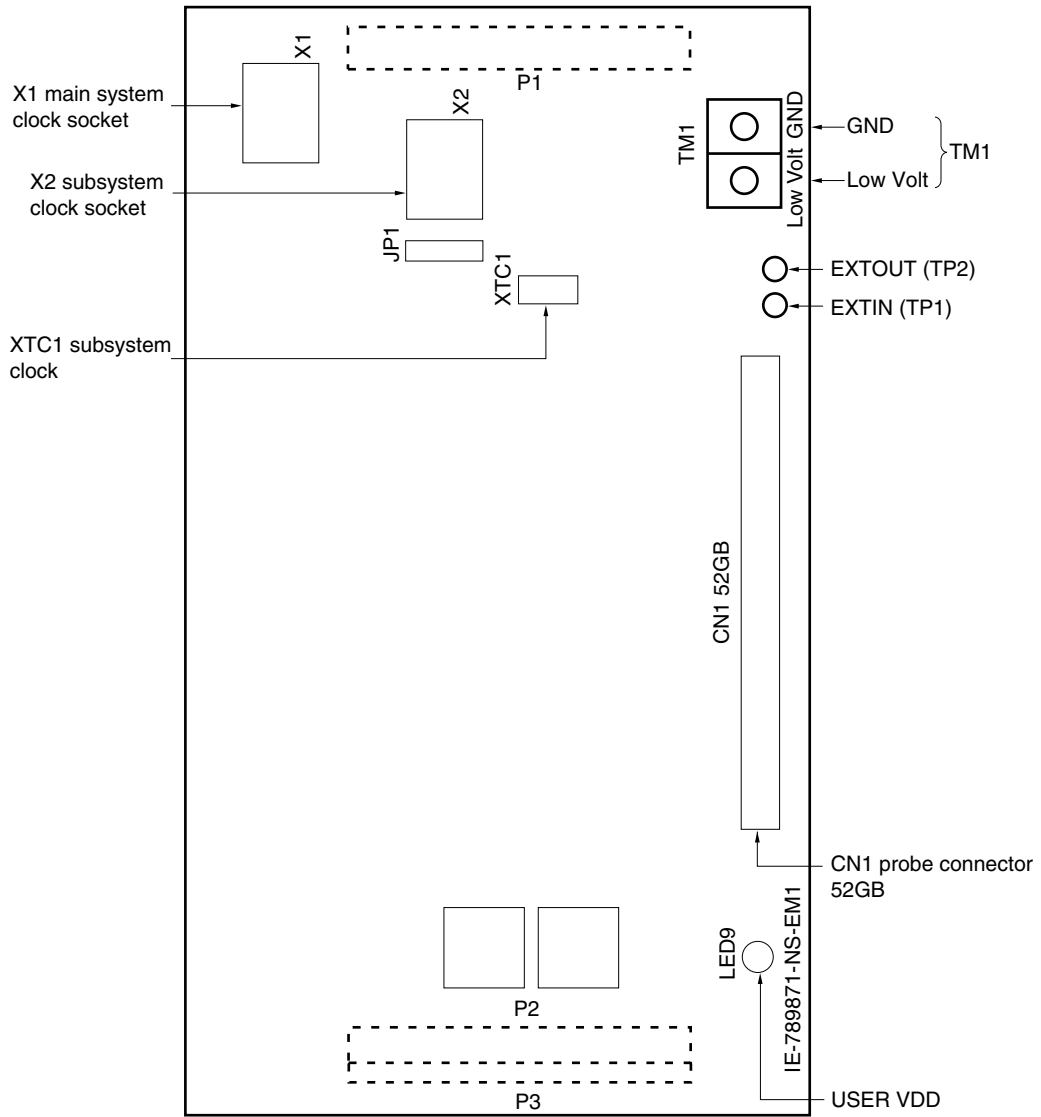 X1
P1
X1 main system
clock socket
X2
TM1
Low Volt GND
GND
TM1
Low Volt
X2 subsystem
clock socket
JP1
XTC1
EXTOUT (TP2)
EXTIN (TP1)
XTC1 subsystem
clock
CN1 52GB
CN1 probe connector
52GB
LED9
IE-789871-NS-EM1
P2
P3
USER VDD